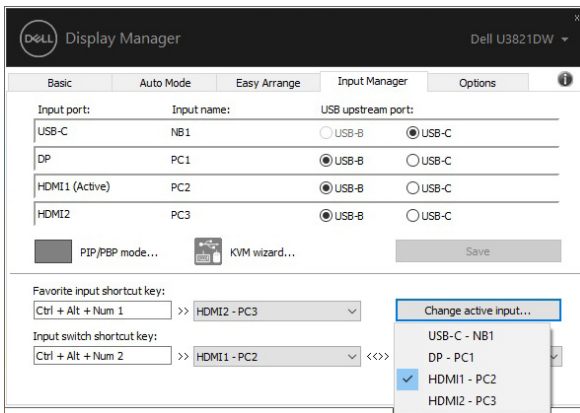 DELL Display Manager Dell U3821DW
Basic Auto Mode Easy Arrange Input Manager Options
Input port: Input name: USB upstream port:
USB-C NB1 USB-B USB-C
DP PC1 USB-B USB-C
HDMI1 (Active) PC2 USB-B USB-C
HDMI2 PC3 USB-B USB-C
PIP/PBP mode... KVM wizard... Save
Favorite input shortcut key:
Ctrl + Alt + Num 1 >> HDMI2 - PC3 Change active input...
Input switch shortcut key:
Ctrl + Alt + Num 2 >> HDMI1 - PC2 <<>>
USB-C - NB1
DP - PC1
HDMI1 - PC2
HDMI2 - PC3